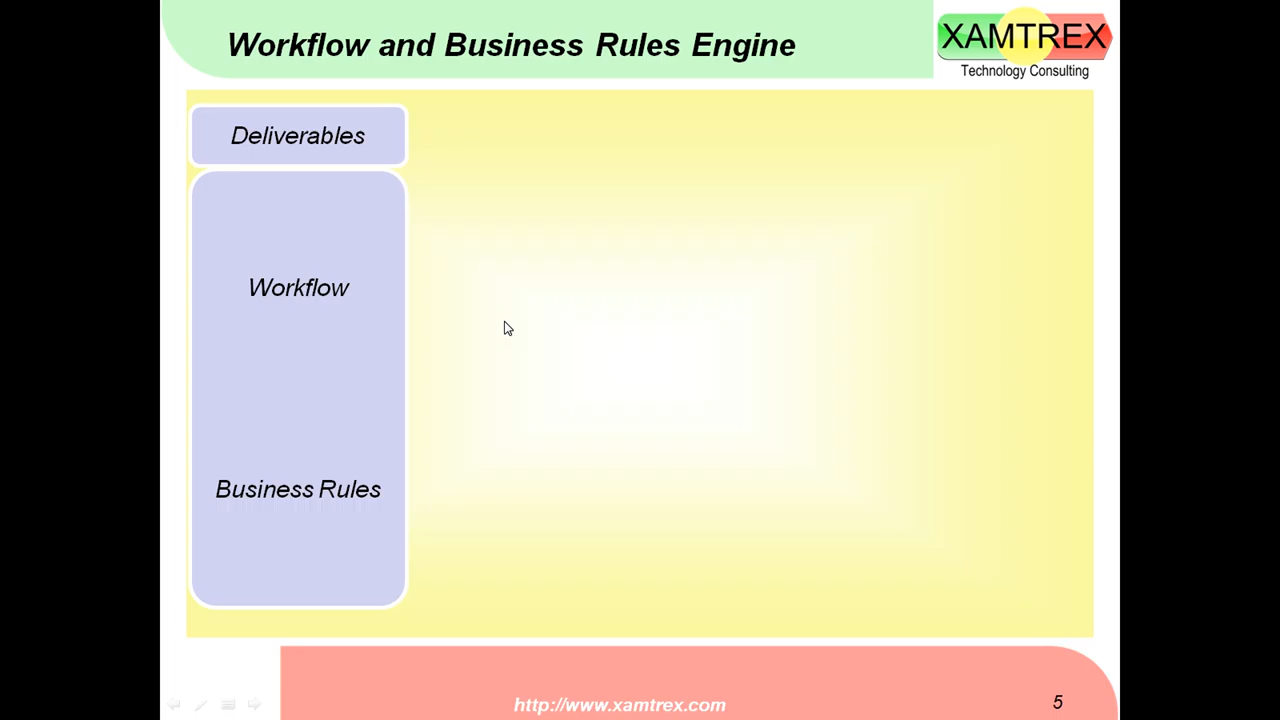 Workflow and Business Rules Engine
XAMTREX
Technology Consulting
Deliverables
Workflow
Business Rules
http://www.xamtrex.com
5